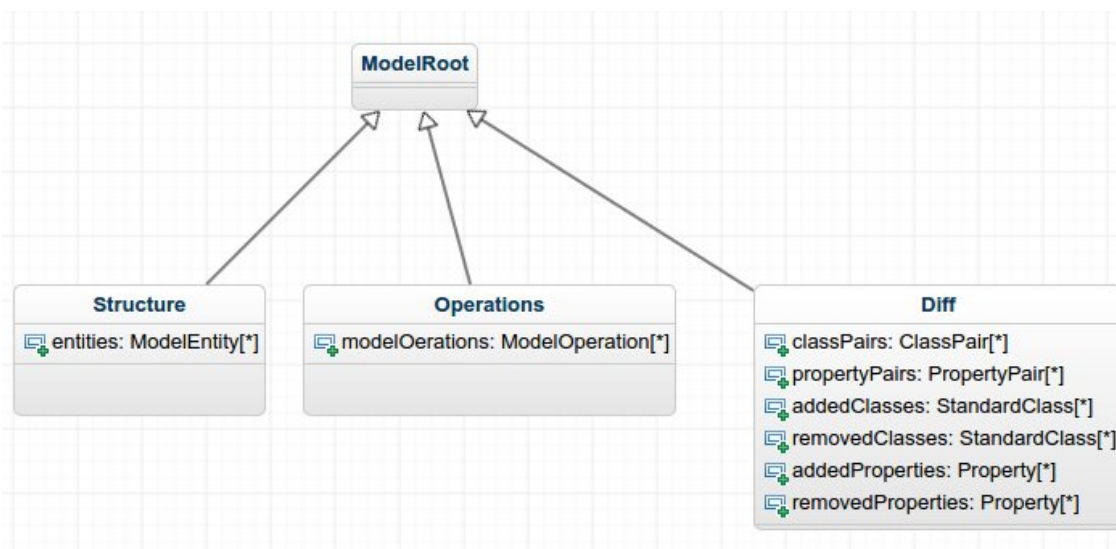 ModelRoot
Structure
entities: ModelEntity[*]
Operations
modelOerations: ModelOperation[*]
Diff
classPairs: ClassPair[*]
propertyPairs: PropertyPair[*]
addedClasses: StandardClass[*]
removedClasses: StandardClass[*]
addedProperties: Property[*]
removedProperties: Property[*]